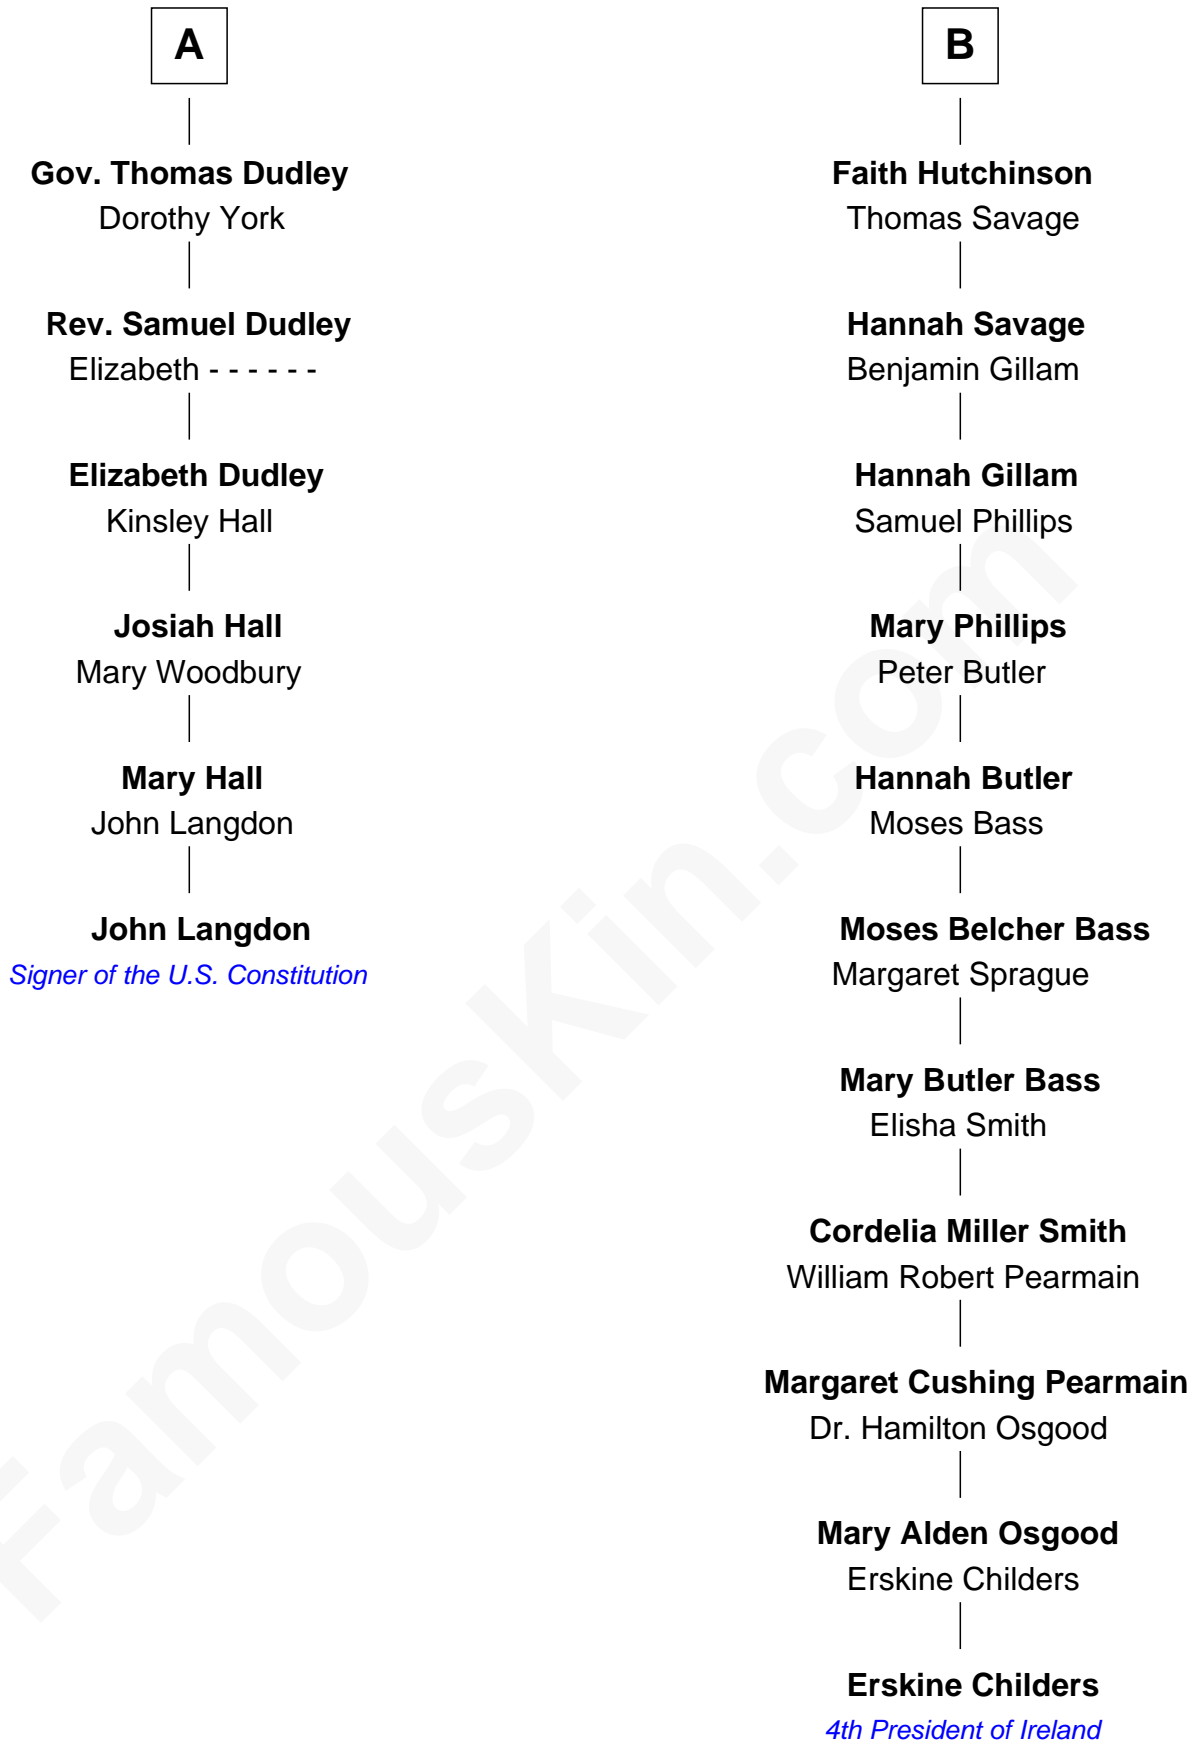 A
Gov. Thomas Dudley
Dorothy York
Rev. Samuel Dudley
Elizabeth - - - - - -
Elizabeth Dudley
Kinsley Hall
Josiah Hall
Mary Woodbury
Mary Hall
John Langdon
John Langdon
Signer of the U.S. Constitution
B
Faith Hutchinson
Thomas Savage
Hannah Savage
Benjamin Gillam
Hannah Gillam
Samuel Phillips
Mary Phillips
Peter Butler
Hannah Butler
Moses Bass
Moses Belcher Bass
Margaret Sprague
Mary Butler Bass
Elisha Smith
Cordelia Miller Smith
William Robert Pearmain
Margaret Cushing Pearmain
Dr. Hamilton Osgood
Mary Alden Osgood
Erskine Childers
Erskine Childers
4th President of Ireland
FamousKin.com